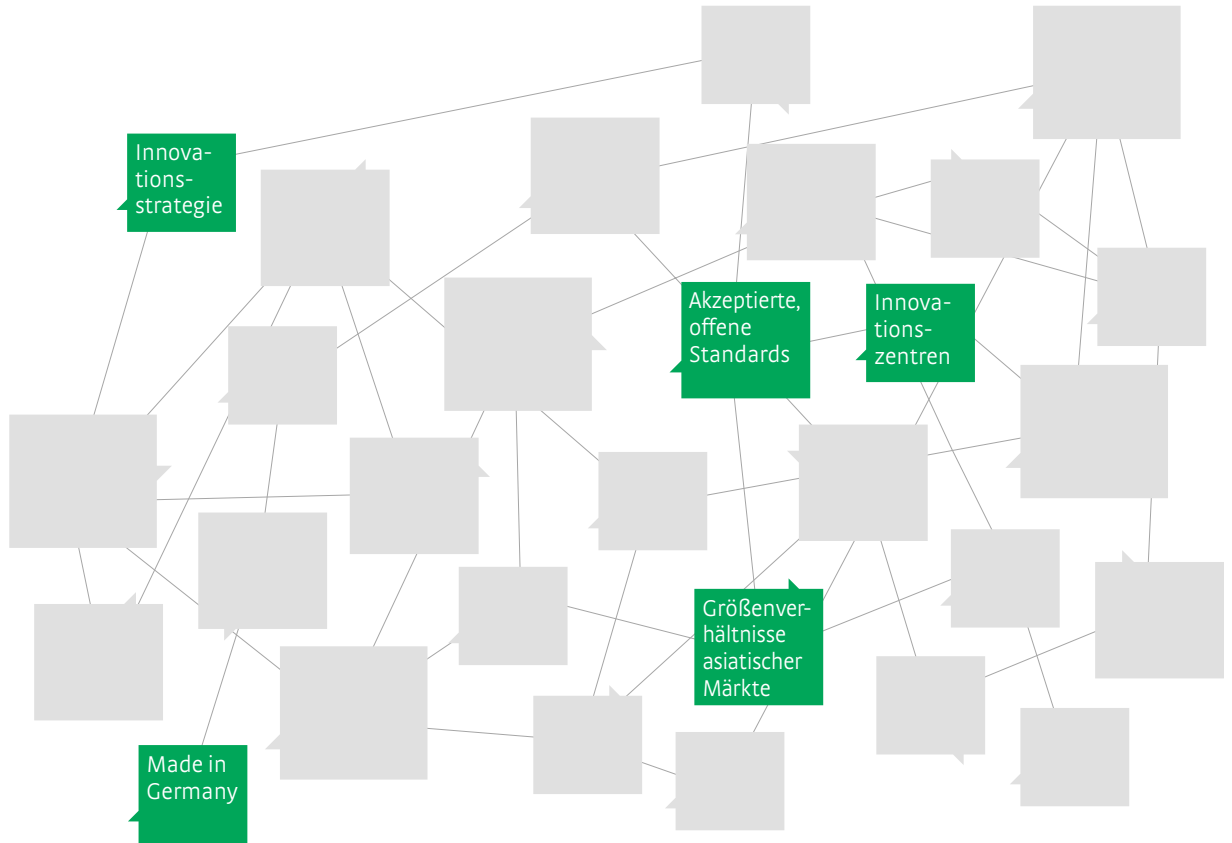 Innova-
tions-
strategie
Akzeptierte,
offene
Standards
Innova-
tions-
zentren
Größenver-
hältnisse
asiatischer
Märkte
Made in
Germany